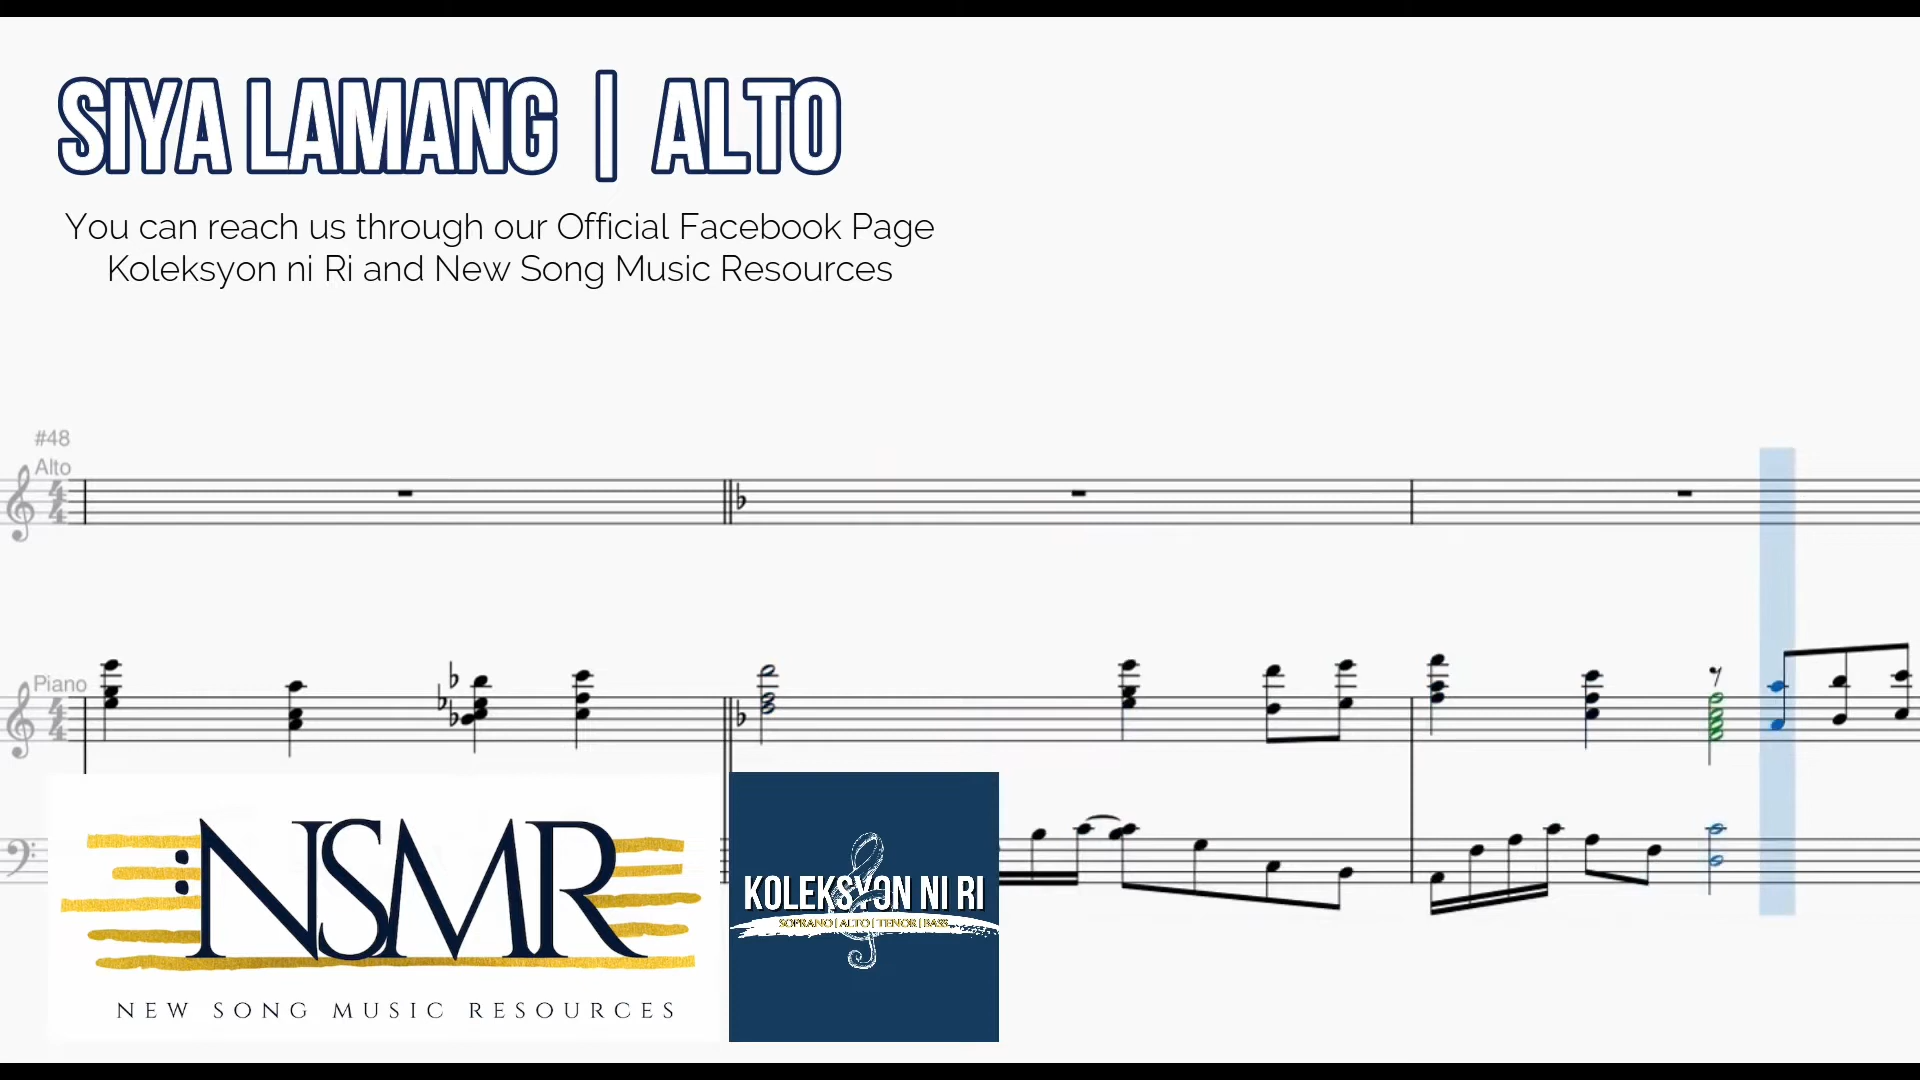 SIYA LAMANG | ALTO
You can reach us through our Official Facebook Page
Koleksyon ni Ri and New Song Music Resources
#48
Alto
Piano
NSMR
NEW SONG MUSIC RESOURCES
KOLEKSYON NI RI
SOPRANO | ALTO | TENOR | BASS